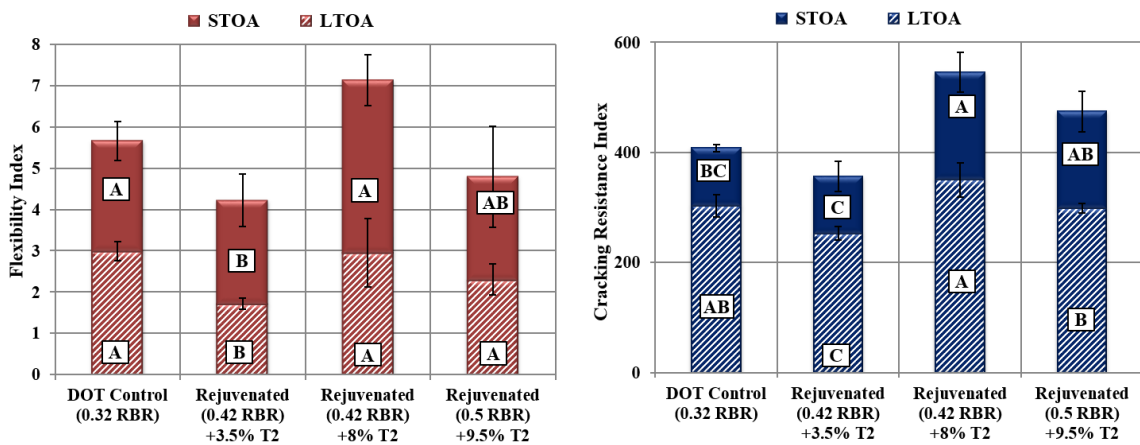 STOA LTOA
Flexibility Index
8
7
6
5
4
3
2
1
0
A
B
A
AB
A
B
A
A
DOT Control
(0.32 RBR)
Rejuvenated
(0.42 RBR)
+3.5% T2
Rejuvenated
(0.42 RBR)
+8% T2
Rejuvenated
(0.5 RBR)
+9.5% T2
STOA LTOA
Cracking Resistance Index
600
400
200
0
BC
C
A
AB
AB
C
A
B
DOT Control
(0.32 RBR)
Rejuvenated
(0.42 RBR)
+3.5% T2
Rejuvenated
(0.42 RBR)
+8% T2
Rejuvenated
(0.5 RBR)
+9.5% T2